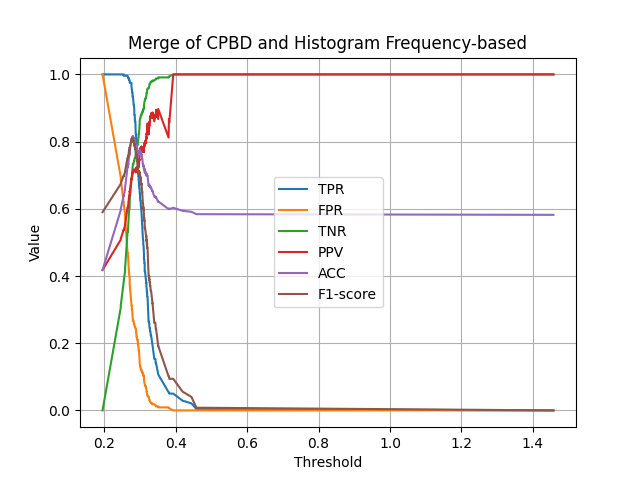 Merge of CPBD and Histogram Frequency-based
Value
1.0
0.8
0.6
0.4
0.2
0.0
TPR
FPR
TNR
PPV
ACC
F1-score
0.2 0.4 0.6 0.8 1.0 1.2 1.4
Threshold